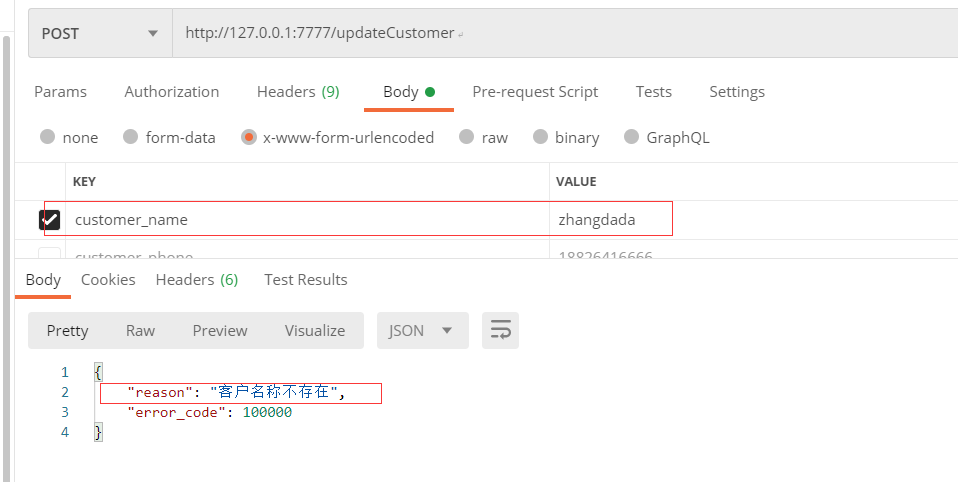 POST http://127.0.0.1:7777/updateCustomer
Params Authorization Headers (9) Body Pre-request Script Tests Settings
none form-data x-www-form-urlencoded raw binary GraphQL
KEY VALUE
customer_name zhangdada
customer_phone 18826416666
Body Cookies Headers (6) Test Results
Pretty Raw Preview Visualize JSON
1 {
2 "reason": "客户名称不存在",
3 "error_code": 100000
4 }